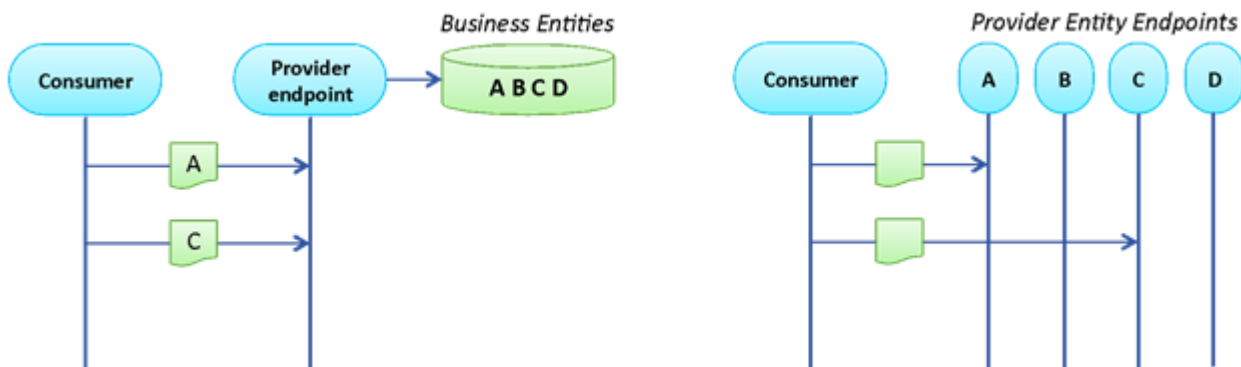 Business Entities
Consumer
Provider
endpoint
A B C D
A
C
Provider Entity Endpoints
Consumer
A
B
C
D